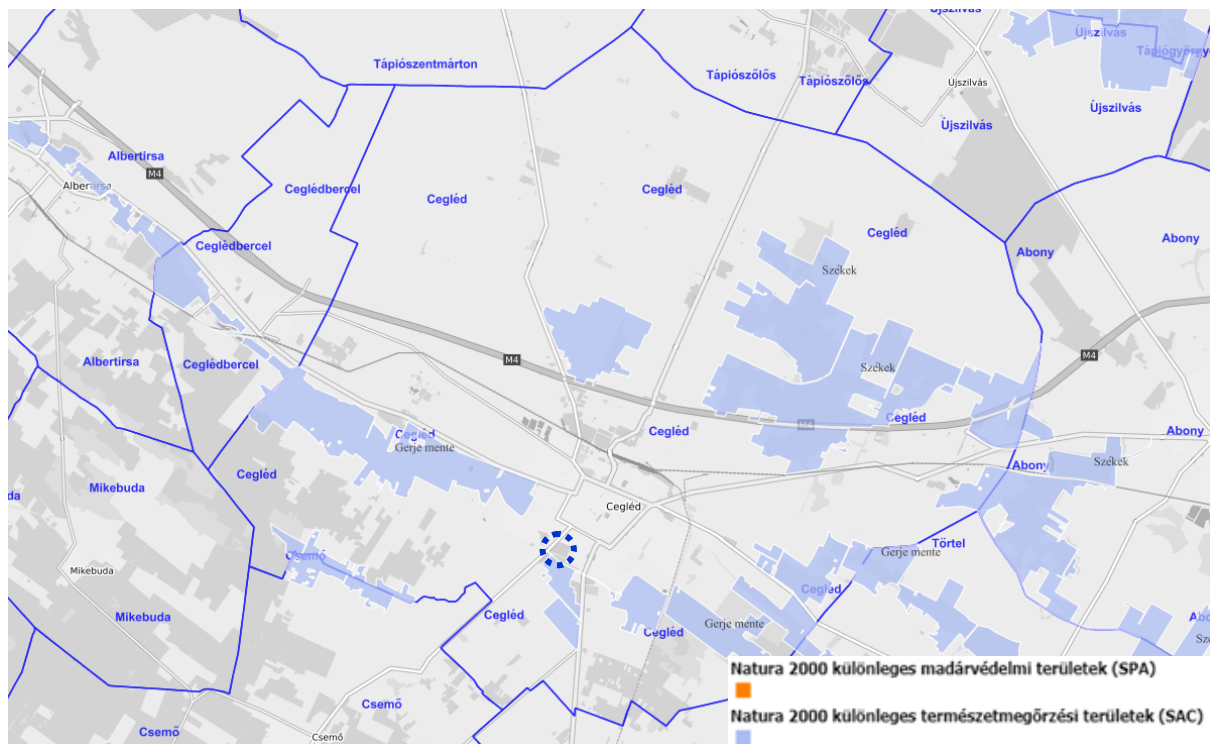 Újszilvás
Újszilvás
Tápiógyörgye
Tápiószentmárton
Tápiószőlős
Tápiószőlős
Újszilvás
Újszilvás
Újszilvás
Albertirsa
M4
Albertirsa
Ceglédbercel
Cegléd
Cegléd
Cegléd
Ceglédbercel
Abony
Abony
Székek
Albertirsa
Ceglédbercel
M4
M4
Székek
Cegléd
M4
Cegléd
Gerje mente
Cegléd
Abony
Székek
Abony
Cegléd
Mikebuda
Cegléd
Csemő
Törtel
Gerje mente
Mikebuda
Mikebuda
Cegléd
Cegléd
Gerje mente
Cegléd
Csemő
Csemő
Csemő
Natura 2000 különleges madárvédelmi területek (SPA)
Natura 2000 különleges természetmegőrzési területek (SAC)